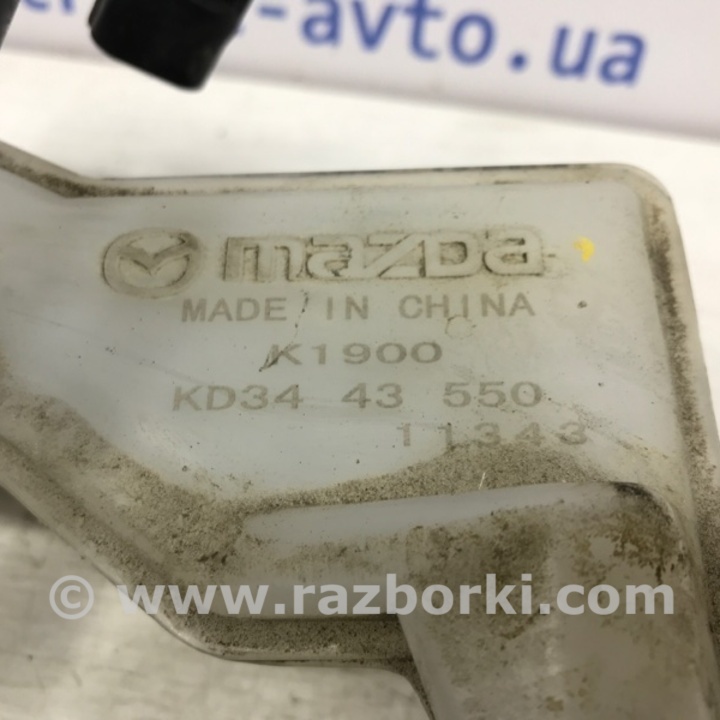 -avto.ua
mazda
MADE IN CHINA
K1900
KD34 43 550
11343
© www.razborki.com